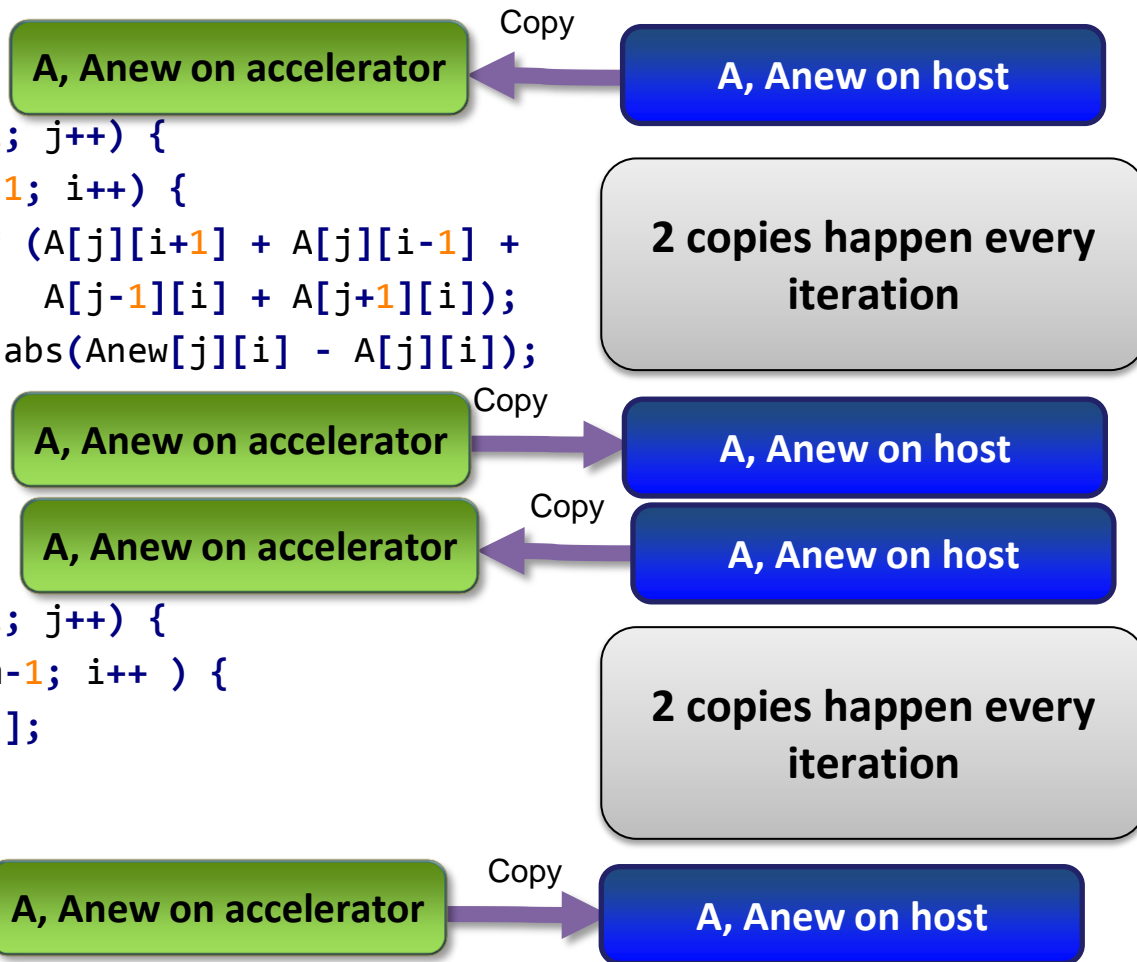 Copy
A, Anew on accelerator
A, Anew on host
; j++) {
1; i++) {
(A[j][i+1] + A[j][i-1] +
A[j-1][i] + A[j+1][i]);
abs(Anew[j][i] - A[j][i]);
2 copies happen every
iteration
Copy
A, Anew on accelerator
A, Anew on host
Copy
A, Anew on accelerator
A, Anew on host
; j++) {
-1; i++ ) {
];
2 copies happen every
iteration
Copy
A, Anew on accelerator
A, Anew on host